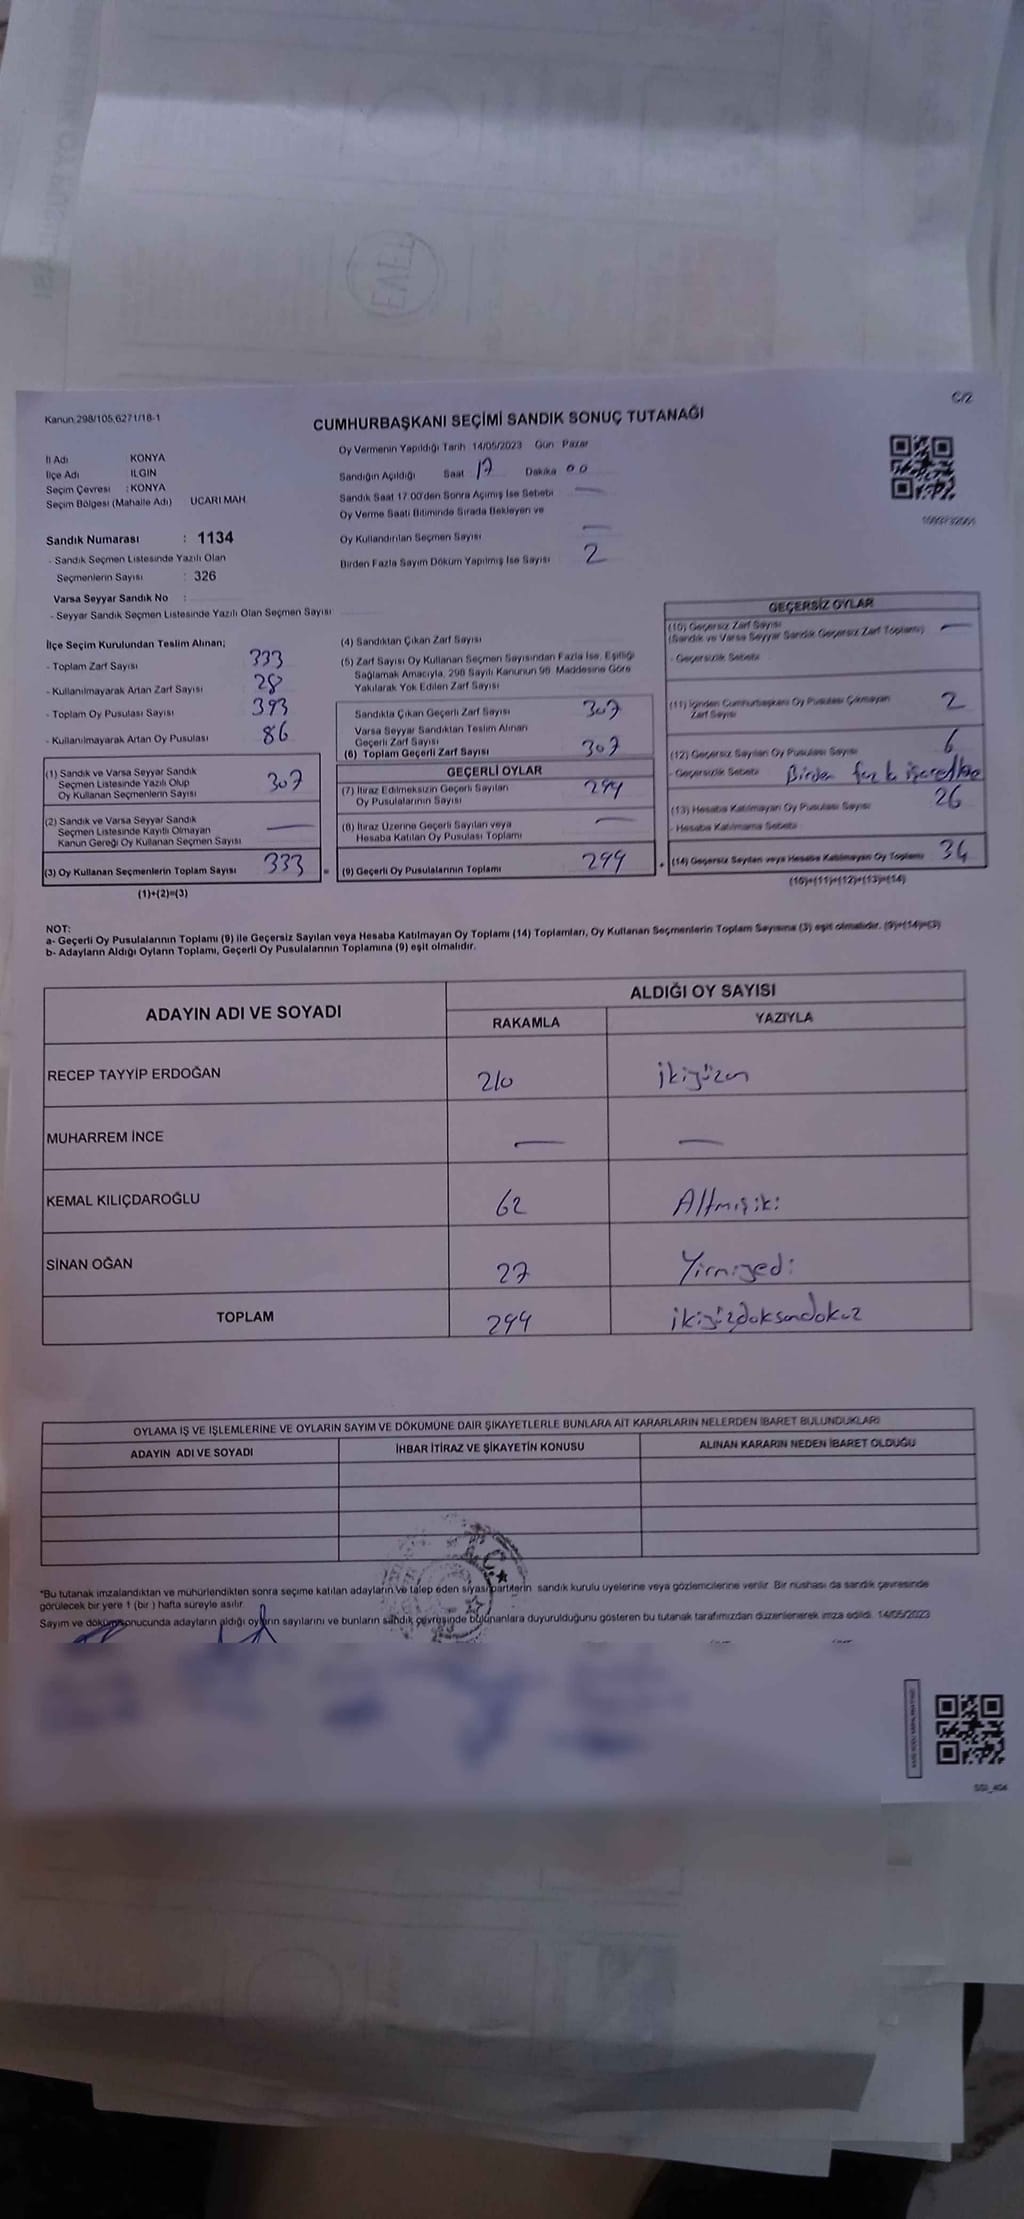 C/2
Kanun 298/105,6271/18-1
CUMHURBAŞKANI SEÇİMİ SANDIK SONUÇ TUTANAĞI
İl Adı KONYA
İlçe Adı ILGIN
Seçim Çevresi : KONYA
Seçim Bölgesi (Mahalle Adı) UCARI MAH.
Sandık Numarası : 1134
- Sandık Seçmen Listesinde Yazılı Olan
Seçmenlerin Sayısı : 326
Varsa Seyyar Sandık No :
- Seyyar Sandık Seçmen Listesinde Yazılı Olan Seçmen Sayısı
Oy Vermenin Yapıldığı Tarih 14/05/2023 Gün Pazar
Sandığın Açıldığı Saat 17 Dakika 00
Sandık Saat 17.00'den Sonra Açımış İse Sebebi —
Oy Verme Saati Bitiminde Sırada Bekleyen ve
Oy Kullandırılan Seçmen Sayısı —
Birden Fazla Sayım Döküm Yapılmış İse Sayısı 2
İlçe Seçim Kurulundan Teslim Alınan;
- Toplam Zarf Sayısı 333
- Kullanılmayarak Artan Zarf Sayısı 28
- Toplam Oy Pusulası Sayısı 393
- Kullanılmayarak Artan Oy Pusulası 86
(1) Sandık ve Varsa Seyyar Sandık
Seçmen Listesinde Yazılı Olup
Oy Kullanan Seçmenlerin Sayısı 307
(2) Sandık ve Varsa Seyyar Sandık
Seçmen Listesinde Kayıtlı Olmayan
Kanun Gereği Oy Kullanan Seçmen Sayısı —
(3) Oy Kullanan Seçmenlerin Toplam Sayısı 333
(1)+(2)=(3)
(4) Sandıktan Çıkan Zarf Sayısı
(5) Zarf Sayısı Oy Kullanan Seçmen Sayısından Fazla İse, Eşitliği
Sağlamak Amacıyla, 298 Sayılı Kanunun 98. Maddesine Göre
Yakılarak Yok Edilen Zarf Sayısı
Sandıkta Çıkan Geçerli Zarf Sayısı 307
Varsa Seyyar Sandıktan Teslim Alınan
Geçerli Zarf Sayısı
(6) Toplam Geçerli Zarf Sayısı 307
GEÇERLİ OYLAR
(7) İtiraz Edilmeksizin Geçerli Sayılan
Oy Pusulalarının Sayısı 299
(8) İtiraz Üzerine Geçerli Sayılan veya
Hesaba Katılan Oy Pusulası Toplamı —
= (9) Geçerli Oy Pusulalarının Toplamı 299
GEÇERSİZ OYLAR
(10) Geçersiz Zarf Sayısı —
(Sandık ve Varsa Seyyar Sandık Geçersiz Zarf Toplamı)
- Geçersizlik Sebebi
(11) İçinden Cumhurbaşkanı Oy Pusulası Çıkmayan
Zarf Sayısı 2
(12) Geçersiz Sayılan Oy Pusulası Sayısı 6
- Geçersizlik Sebebi Birden
(13) Hesaba Katılmayan Oy Pusulası Sayısı 26
- Hesaba Katılmama Sebebi
+ (14) Geçersiz Sayılan veya Hesaba Katılmayan Oy Toplamı 34
(10)+(11)+(12)+(13)=(14)
NOT:
a- Geçerli Oy Pusulalarının Toplamı (9) ile Geçersiz Sayılan veya Hesaba Katılmayan Oy Toplamı (14) Toplamları, Oy Kullanan Seçmenlerin Toplam Sayısına (3) eşit olmalıdır. (9)+(14)=(3)
b- Adayların Aldığı Oyların Toplamı, Geçerli Oy Pusulalarının Toplamına (9) eşit olmalıdır.
ADAYIN ADI VE SOYADI ALDIĞI OY SAYISI
RAKAMLA YAZIYLA
RECEP TAYYİP ERDOĞAN 210 ikiyüzon
MUHARREM İNCE — —
KEMAL KILIÇDAROĞLU 62 Altmışiki
SİNAN OĞAN 27 Yirmiyedi
TOPLAM 299 ikiyüzdoksandokuz
OYLAMA İŞ VE İŞLEMLERİNE VE OYLARIN SAYIM VE DÖKÜMÜNE DAİR ŞİKAYETLERLE BUNLARA AİT KARARLARIN NELERDEN İBARET BULUNDUKLARI
ADAYIN ADI VE SOYADI İHBAR İTİRAZ VE ŞİKAYETİN KONUSU ALINAN KARARIN NEDEN İBARET OLDUĞU
*Bu tutanak imzalandıktan ve mühürlendikten sonra seçime katılan adayların ve talep eden siyasi partilerin sandık kurulu üyelerine veya gözlemcilerine verilir. Bir nüshası da sandık çevresinde
görülecek bir yere 1 (bir) hafta süreyle asılır.
Sayım ve döküm sonucunda adayların aldığı oyların sayılarını ve bunların sandık çevresinde bulunanlara duyurulduğunu gösteren bu tutanak tarafımızdan düzenlenerek imza edildi. 14/05/2023